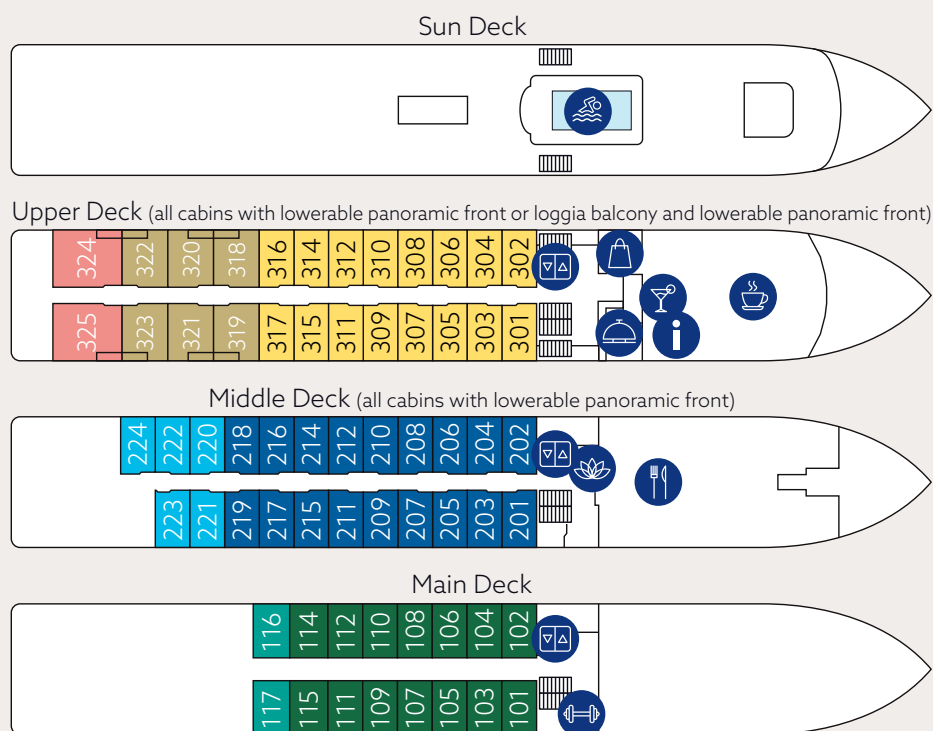 Sun Deck
Upper Deck (all cabins with lowerable panoramic front or loggia balcony and lowerable panoramic front)
324 322 320 318 316 314 312 310 308 306 304 302
325 323 321 319 317 315 311 309 307 305 303 301
i
Middle Deck (all cabins with lowerable panoramic front)
224 222 220 218 216 214 212 210 208 206 204 202
223 221 219 217 215 211 209 207 205 203 201
Main Deck
116 114 112 110 108 106 104 102
117 115 111 109 107 105 103 101